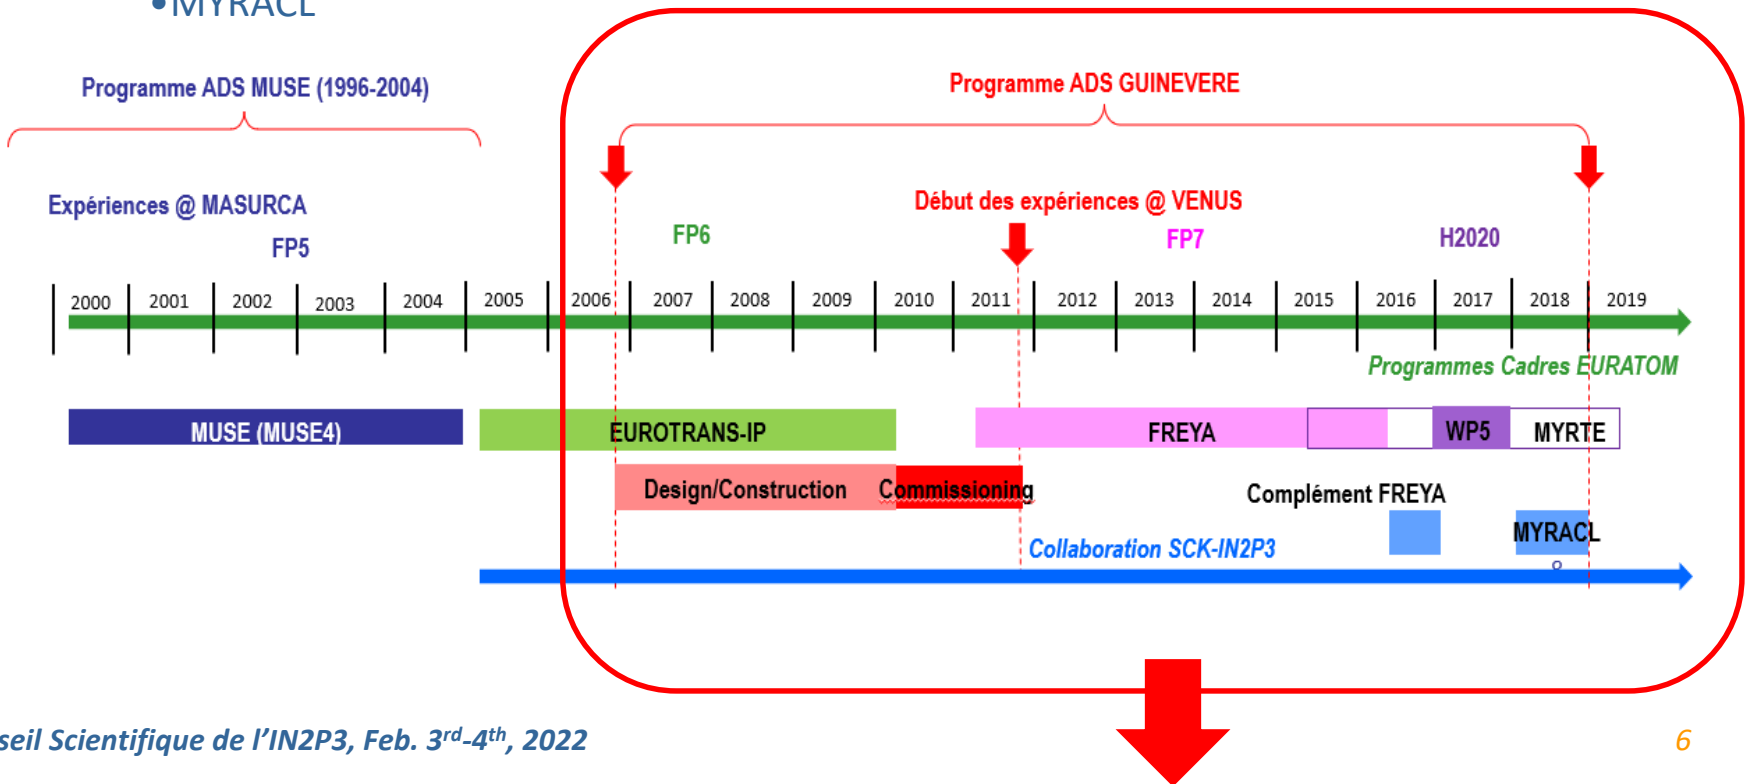 •MYRACL
Programme ADS MUSE (1996-2004)
Programme ADS GUINEVERE
Expériences @ MASURCA
Début des expériences @ VENUS
FP5
FP6
FP7
H2020
2000 2001 2002 2003 2004 2005 2006 2007 2008 2009 2010 2011 2012 2013 2014 2015 2016 2017 2018 2019
Programmes Cadres EURATOM
MUSE (MUSE4)
EUROTRANS-IP
FREYA
WP5
MYRTE
Design/Construction
Commissioning
Complément FREYA
MYRACL
Collaboration SCK-IN2P3
seil Scientifique de l'IN2P3, Feb. 3rd-4th, 2022
6